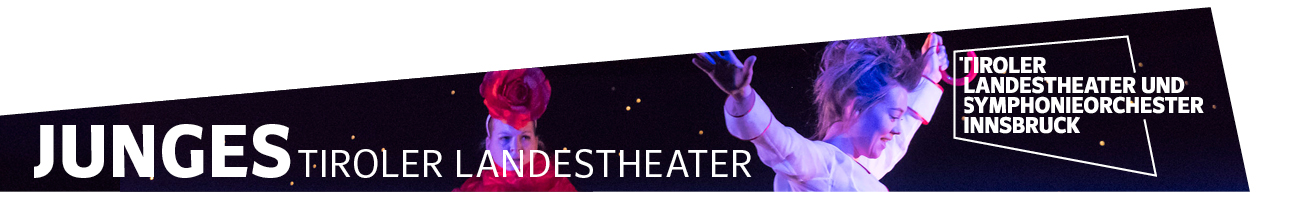 JUNGES TIROLER LANDESTHEATER
TIROLER
LANDESTHEATER UND
SYMPHONIEORCHESTER
INNSBRUCK